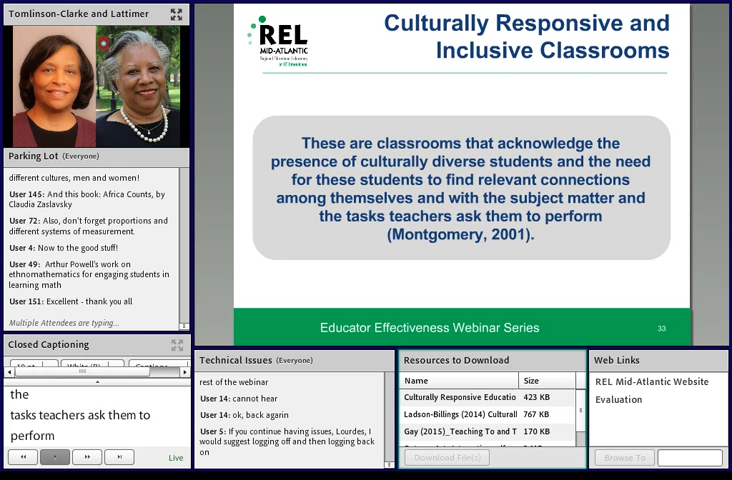 Tomlinson-Clarke and Lattimer
Parking Lot (Everyone)
different cultures, men and women!
User 145: And this book: Africa Counts, by
Claudia Zaslavsky
User 72: Also, don't forget proportions and
different systems of measurement.
User 4: Now to the good stuff!
User 49: Arthur Powell's work on
ethnomathematics for engaging students in
learning math
User 151: Excellent - thank you all
Multiple Attendees are typing...
Closed Captioning
the
tasks teachers ask them to
perform
Live
REL
MID-ATLANTIC
Culturally Responsive and
Inclusive Classrooms
These are classrooms that acknowledge the
presence of culturally diverse students and the need
for these students to find relevant connections
among themselves and with the subject matter and
the tasks teachers ask them to perform
(Montgomery, 2001).
Educator Effectiveness Webinar Series
33
Technical Issues (Everyone)
rest of the webinar
User 14: cannot hear
User 14: ok, back agarin
User 5: If you continue having issues, Lourdes, I
would suggest logging off and then logging back
on
Resources to Download
Name Size
Culturally Responsive Educatio 423 KB
Ladson-Billings (2014) Culturall 767 KB
Gay (2015)_Teaching To and T 170 KB
Download File(s)
Web Links
REL Mid-Atlantic Website
Evaluation
Browse To